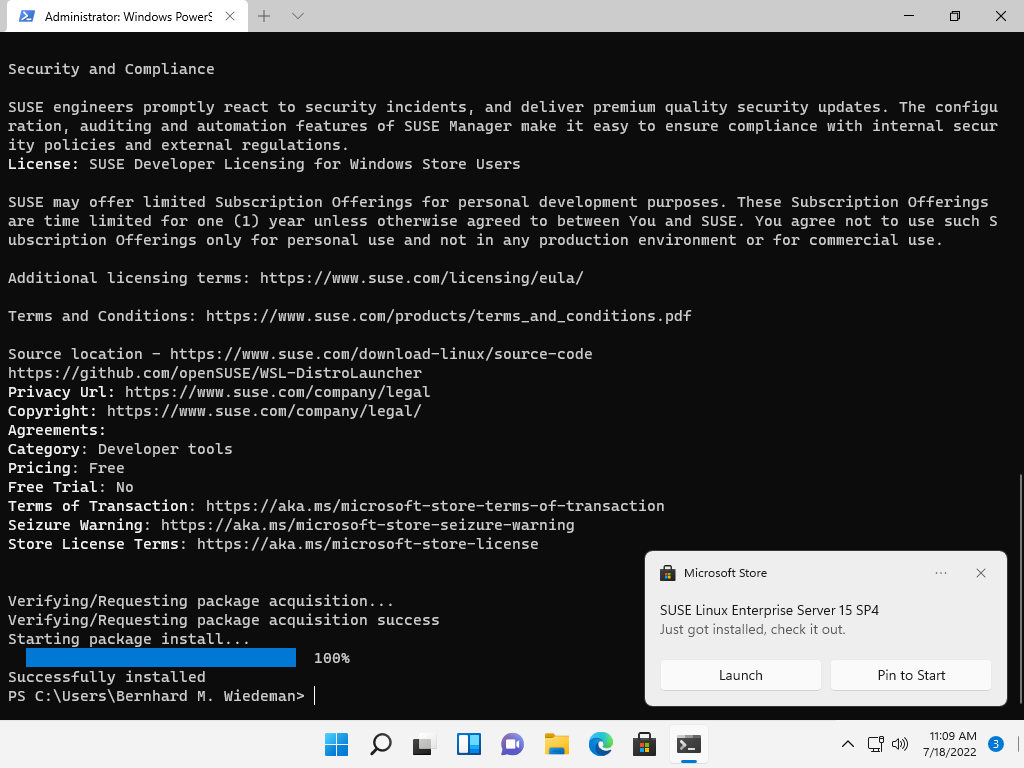 Administrator: Windows PowerS
Security and Compliance
SUSE engineers promptly react to security incidents, and deliver premium quality security updates. The configu
ration, auditing and automation features of SUSE Manager make it easy to ensure compliance with internal secur
ity policies and external regulations.
License: SUSE Developer Licensing for Windows Store Users
SUSE may offer limited Subscription Offerings for personal development purposes. These Subscription Offerings
are time limited for one (1) year unless otherwise agreed to between You and SUSE. You agree not to use such S
ubscription Offerings only for personal use and not in any production environment or for commercial use.
Additional licensing terms: https://www.suse.com/licensing/eula/
Terms and Conditions: https://www.suse.com/products/terms_and_conditions.pdf
Source location – https://www.suse.com/download-linux/source-code
https://github.com/openSUSE/WSL-DistroLauncher
Privacy Url: https://www.suse.com/company/legal
Copyright: https://www.suse.com/company/legal/
Agreements:
Category: Developer tools
Pricing: Free
Free Trial: No
Terms of Transaction: https://aka.ms/microsoft-store-terms-of-transaction
Seizure Warning: https://aka.ms/microsoft-store-seizure-warning
Store License Terms: https://aka.ms/microsoft-store-license
Verifying/Requesting package acquisition...
Verifying/Requesting package acquisition success
Starting package install...
100%
Successfully installed
PS C:\Users\Bernhard M. Wiedeman>
Microsoft Store
SUSE Linux Enterprise Server 15 SP4
Just got installed, check it out.
Launch
Pin to Start
11:09 AM
7/18/2022
3